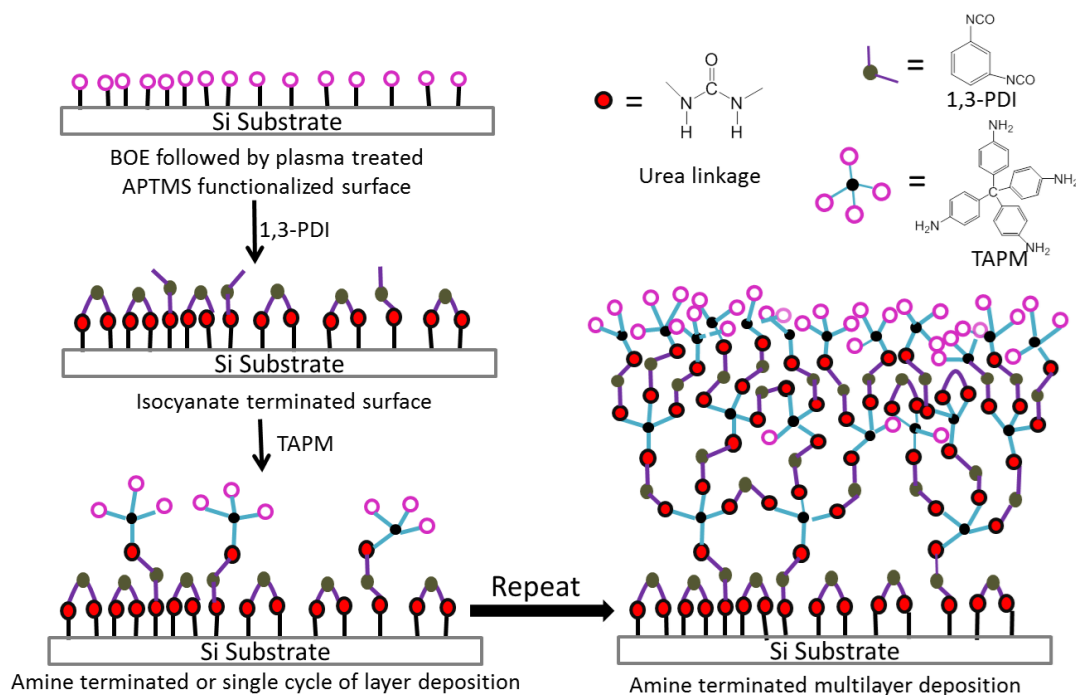 Si Substrate
BOE followed by plasma treated
APTMS functionalized surface
1,3-PDI
Si Substrate
Isocyanate terminated surface
TAPM
Si Substrate
Amine terminated or single cycle of layer deposition
Repeat
=
O
N
N
H
H
Urea linkage
=
NCO
NCO
1,3-PDI
=
NH₂
NH₂
C
H₂N
NH₂
TAPM
Si Substrate
Amine terminated multilayer deposition